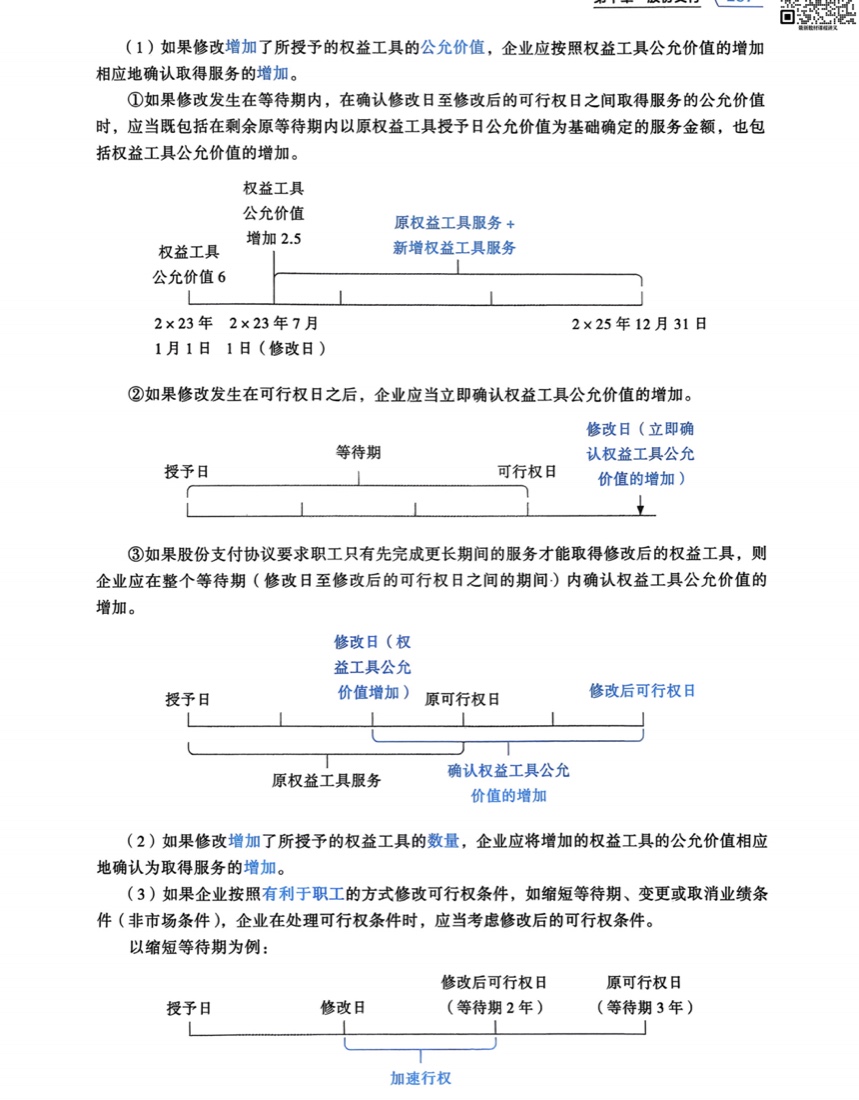 （1）如果修改增加了所授予的权益工具的公允价值，企业应按照权益工具公允价值的增加
相应地确认取得服务的增加。
①如果修改发生在等待期内，在确认修改日至修改后的可行权日之间取得服务的公允价值
时，应当既包括在剩余原等待期内以原权益工具授予日公允价值为基础确定的服务金额，也包
括权益工具公允价值的增加。
权益工具
公允价值
增加 2.5
原权益工具服务 +
新增权益工具服务
权益工具
公允价值 6
2×23 年
1月1日
2×23 年 7 月
1日（修改日）
2×25 年 12 月 31 日
②如果修改发生在可行权日之后，企业应当立即确认权益工具公允价值的增加。
修改日（立即确
认权益工具公允
价值的增加）
等待期
授予日
可行权日
③如果股份支付协议要求职工只有先完成更长期间的服务才能取得修改后的权益工具，则
企业应在整个等待期（修改日至修改后的可行权日之间的期间）内确认权益工具公允价值的
增加。
修改日（权
益工具公允
价值增加）
授予日
原可行权日
修改后可行权日
原权益工具服务
确认权益工具公允
价值的增加
（2）如果修改增加了所授予的权益工具的数量，企业应将增加的权益工具的公允价值相应
地确认为取得服务的增加。
（3）如果企业按照有利于职工的方式修改可行权条件，如缩短等待期、变更或取消业绩条
件（非市场条件），企业在处理可行权条件时，应当考虑修改后的可行权条件。
以缩短等待期为例：
授予日
修改日
修改后可行权日
（等待期 2 年）
原可行权日
（等待期 3 年）
加速行权